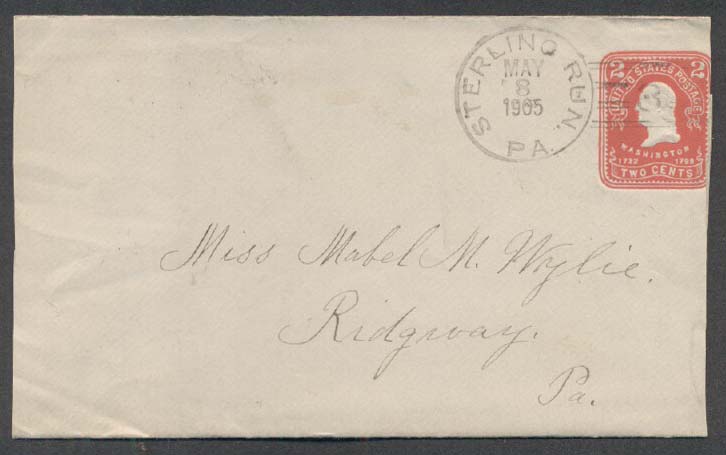 STERLING RUN.
MAY
8
1905
PA.
2 2
UNITED STATES POSTAGE
WASHINGTON
1732 1799
TWO CENTS
Miss Mabel M. Wylie.
Ridgway.
Pa.